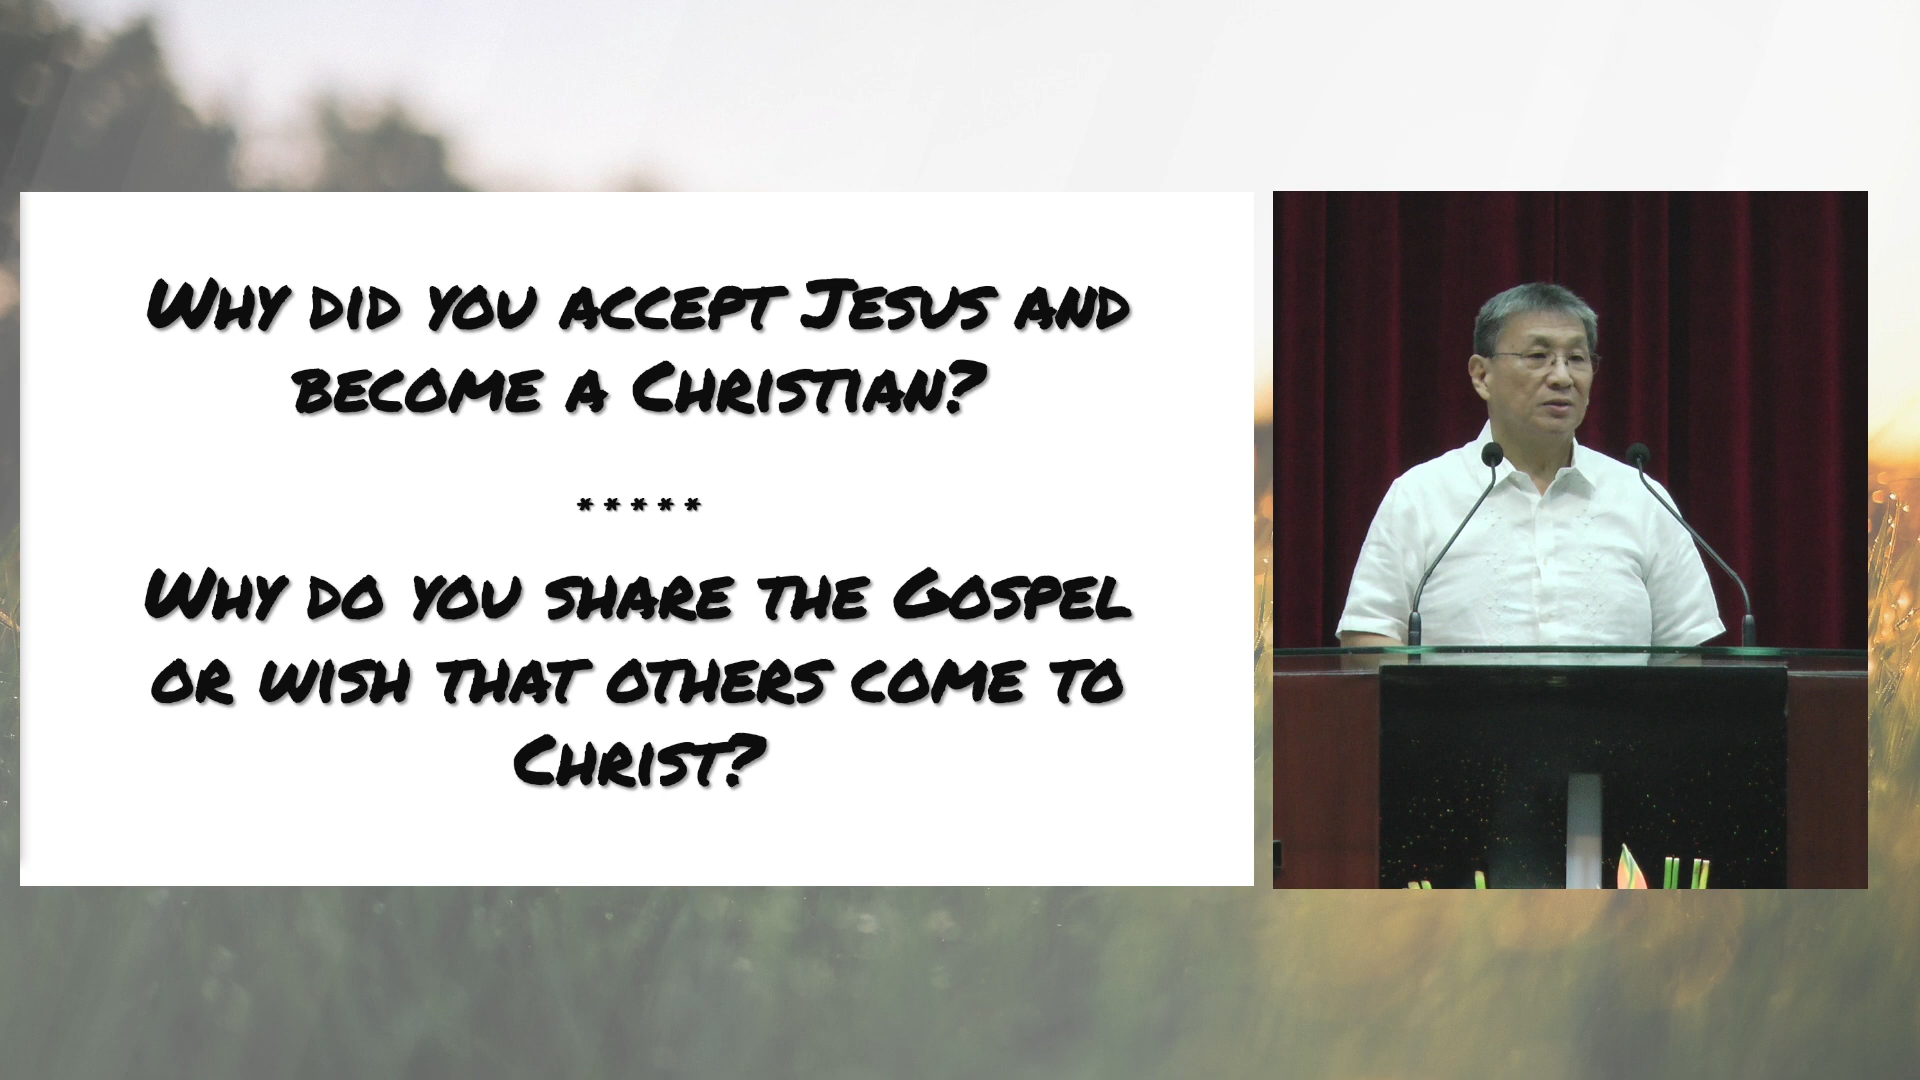 Why did you accept Jesus and
become a Christian?
* * * * *
Why do you share the Gospel
or wish that others come to
Christ?